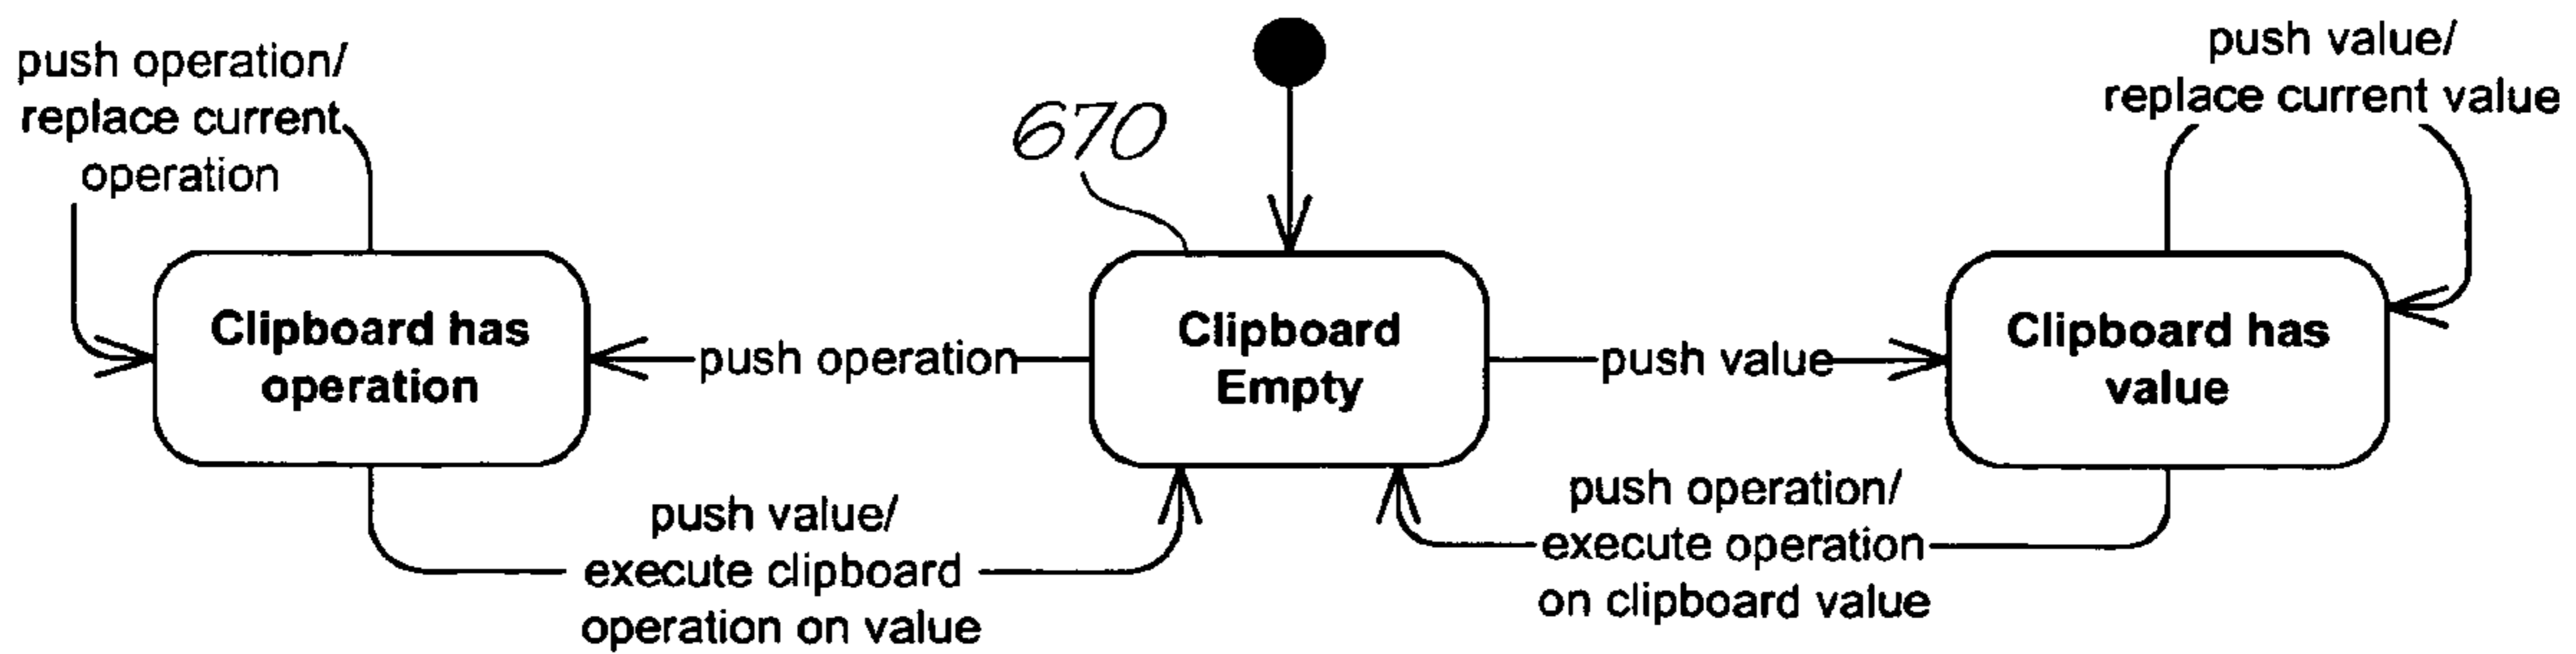 push operation/
replace current
operation
670
push value/
replace current value
Clipboard has
operation
push operation
Clipboard
Empty
push value
Clipboard has
value
push value/
execute clipboard
operation on value
push operation/
execute operation
on clipboard value